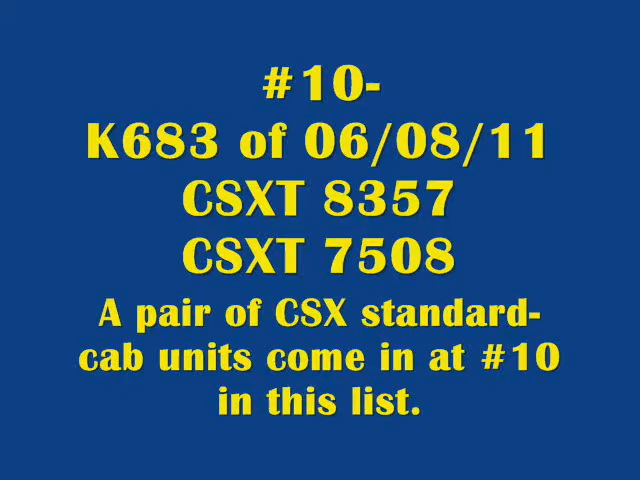 #10-
K683 of 06/08/11
CSXT 8357
CSXT 7508
A pair of CSX standard-
cab units come in at #10
in this list.